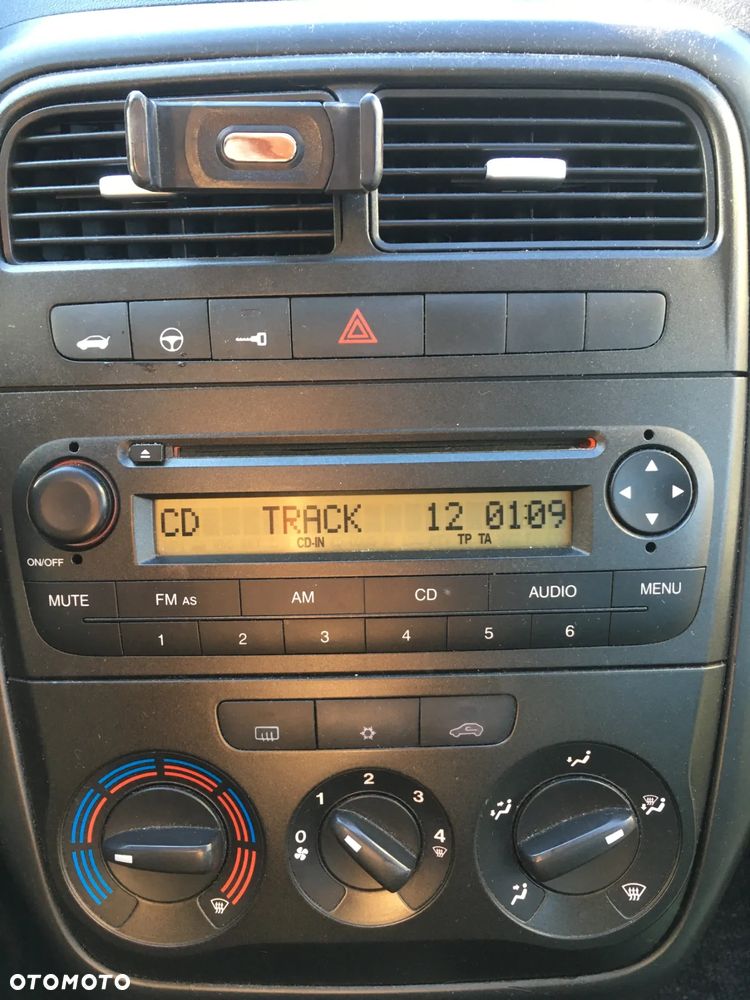 CD TRACK 12 0109
CD-IN TP TA
ON/OFF
MUTE FM AS AM CD AUDIO MENU
1 2 3 4 5 6
0 1 2 3 4
OTOMOTO